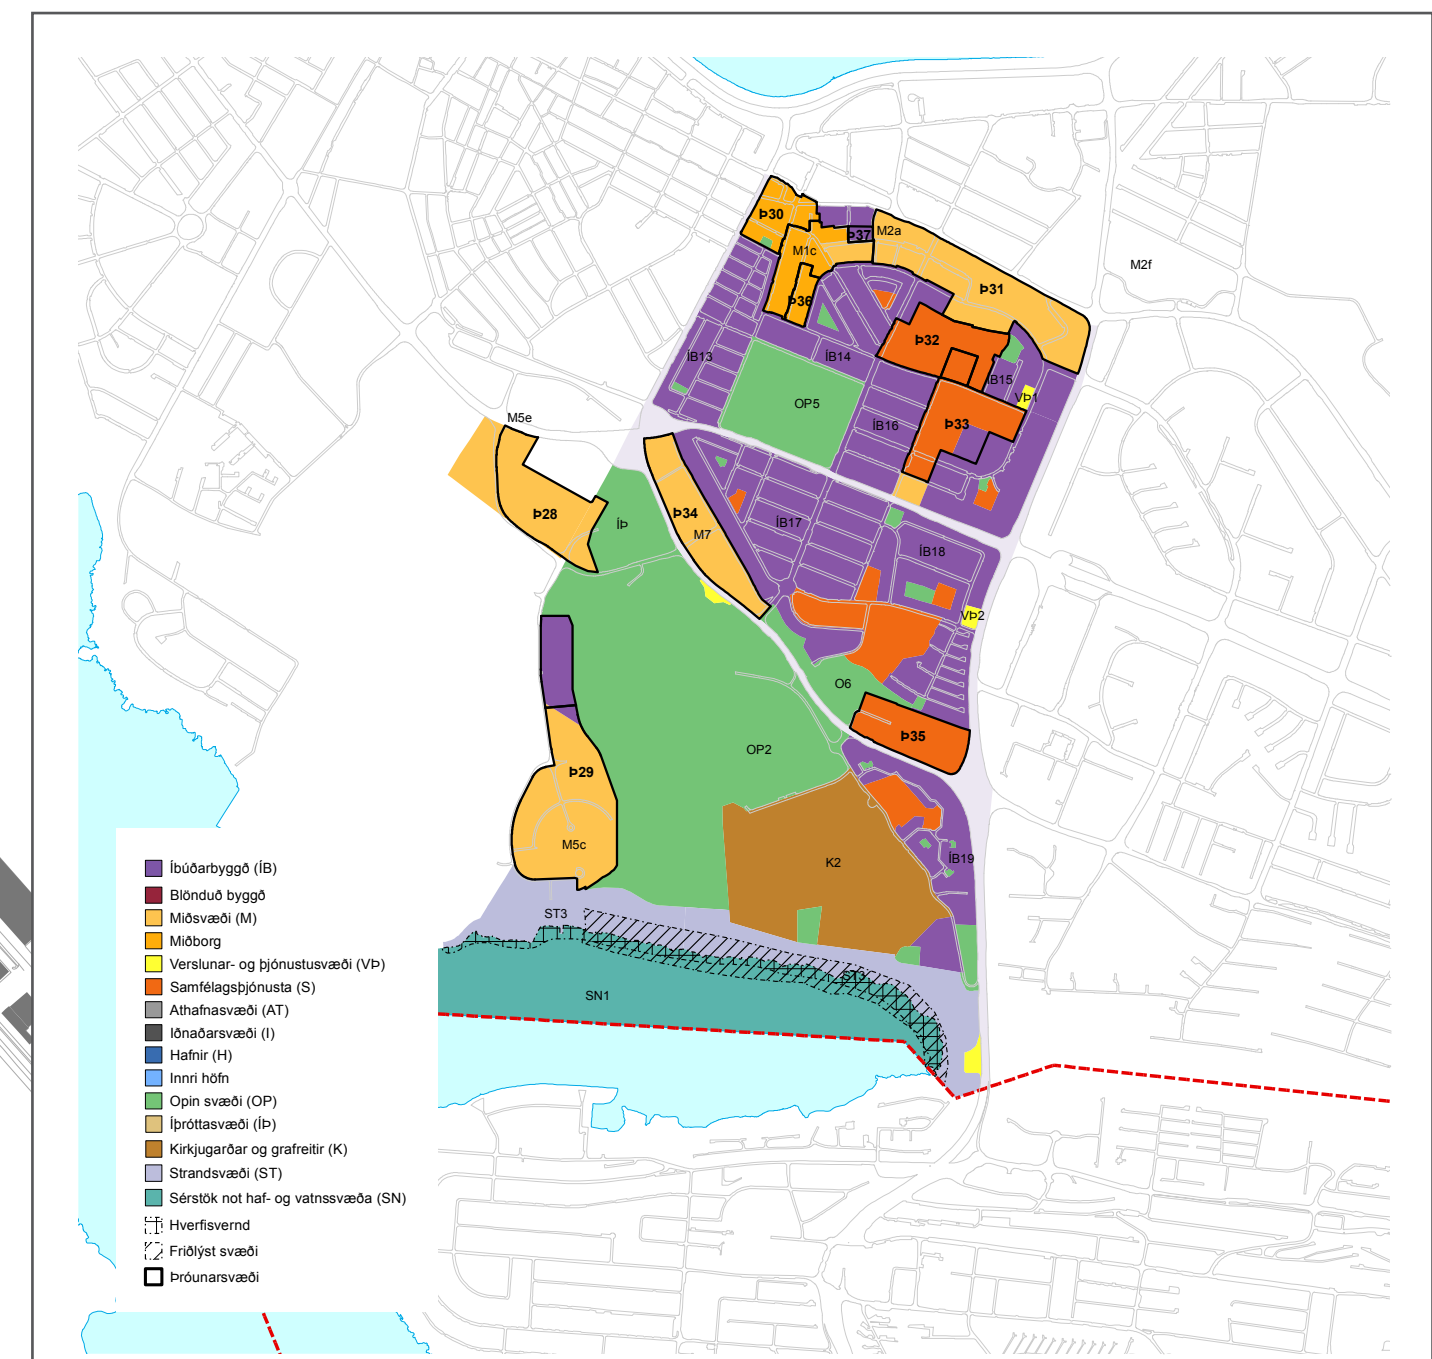 Þ30
Þ37
M2a
M1c
M2f
Þ31
Þ36
Þ32
ÍB13
ÍB14
ÍB15
VÞ1
OP5
M5e
ÍB16
Þ33
Þ28
ÍÞ
Þ34
M7
ÍB17
ÍB18
VÞ2
O6
Þ35
OP2
Þ29
M5c
K2
ÍB19
ST3
ST3
SN1
Íbúðarbyggð (ÍB)
Blönduð byggð
Miðsvæði (M)
Miðborg
Verslunar- og þjónustusvæði (VÞ)
Samfélagsþjónusta (S)
Athafnasvæði (AT)
Iðnaðarsvæði (I)
Hafnir (H)
Innri höfn
Opin svæði (OP)
Íþróttasvæði (ÍÞ)
Kirkjugarðar og grafreitir (K)
Strandsvæði (ST)
Sérstök not haf- og vatnssvæða (SN)
Hverfisvernd
Friðlýst svæði
Þróunarsvæði